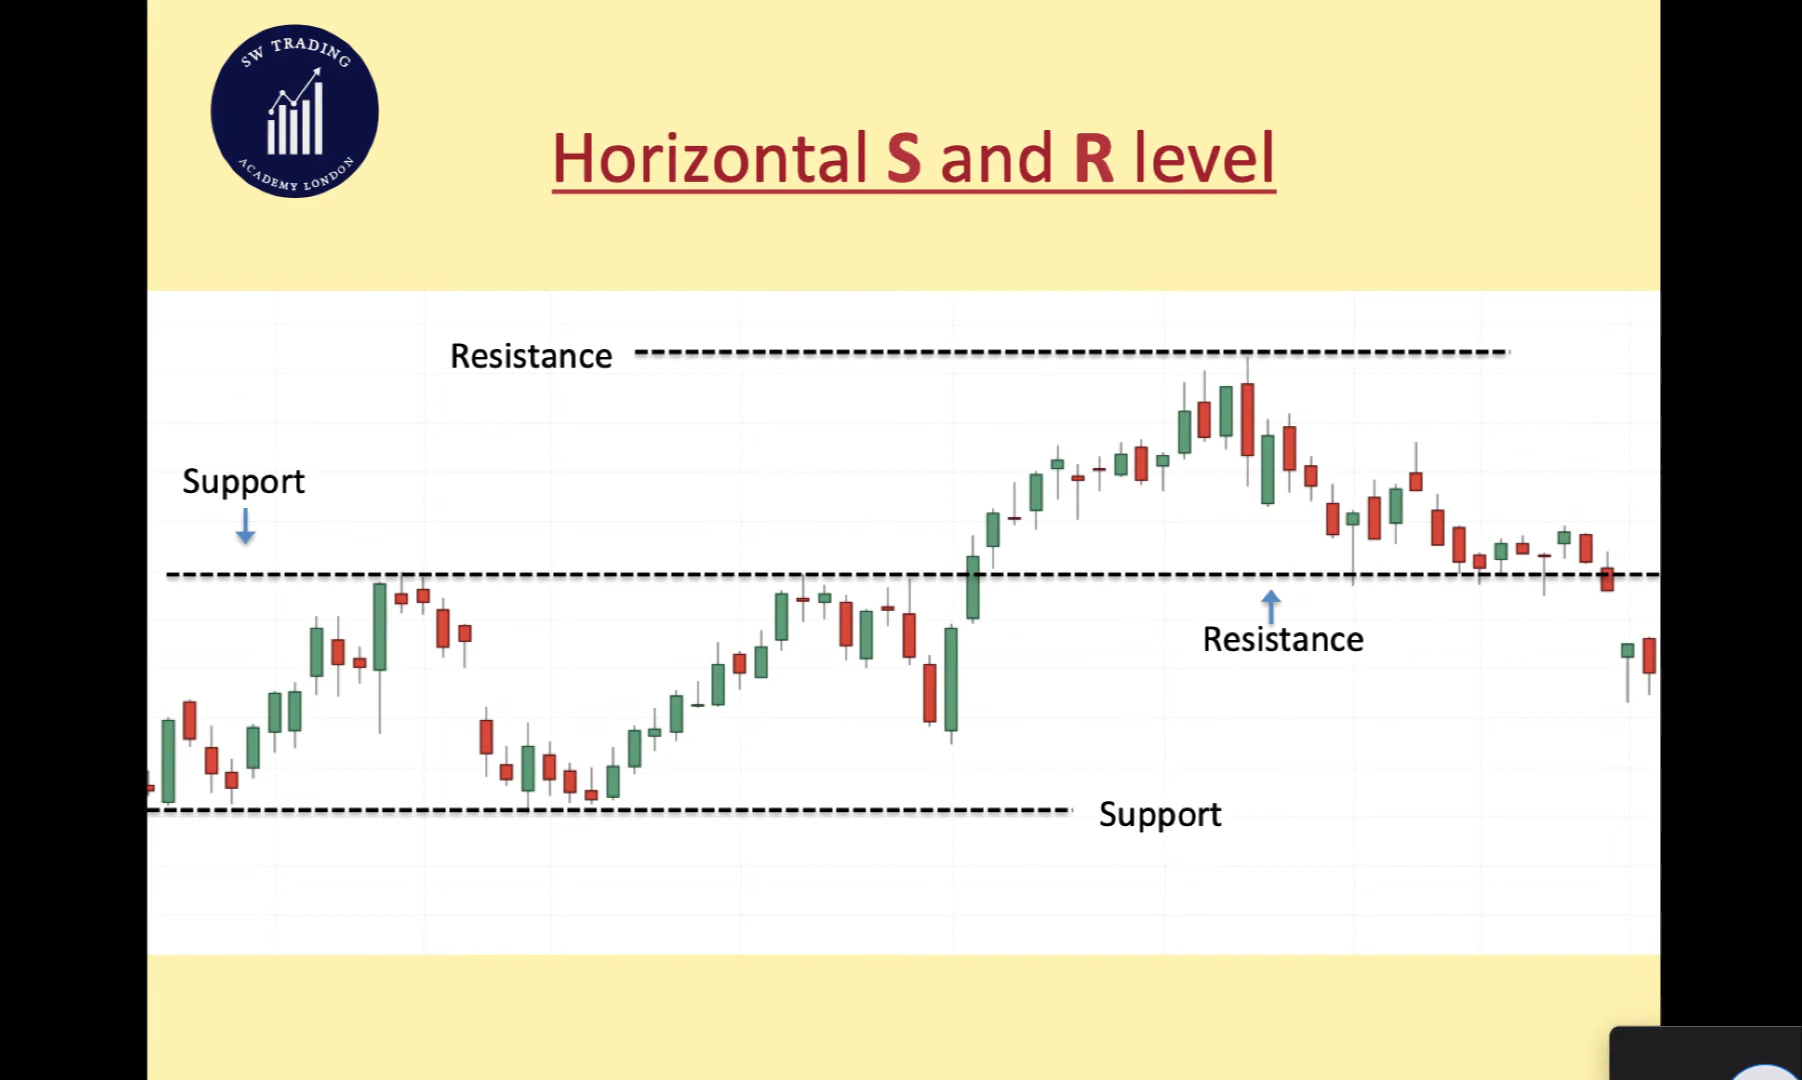 SW TRADING
ACADEMY LONDON
Horizontal S and R level
Resistance
Support
Resistance
Support